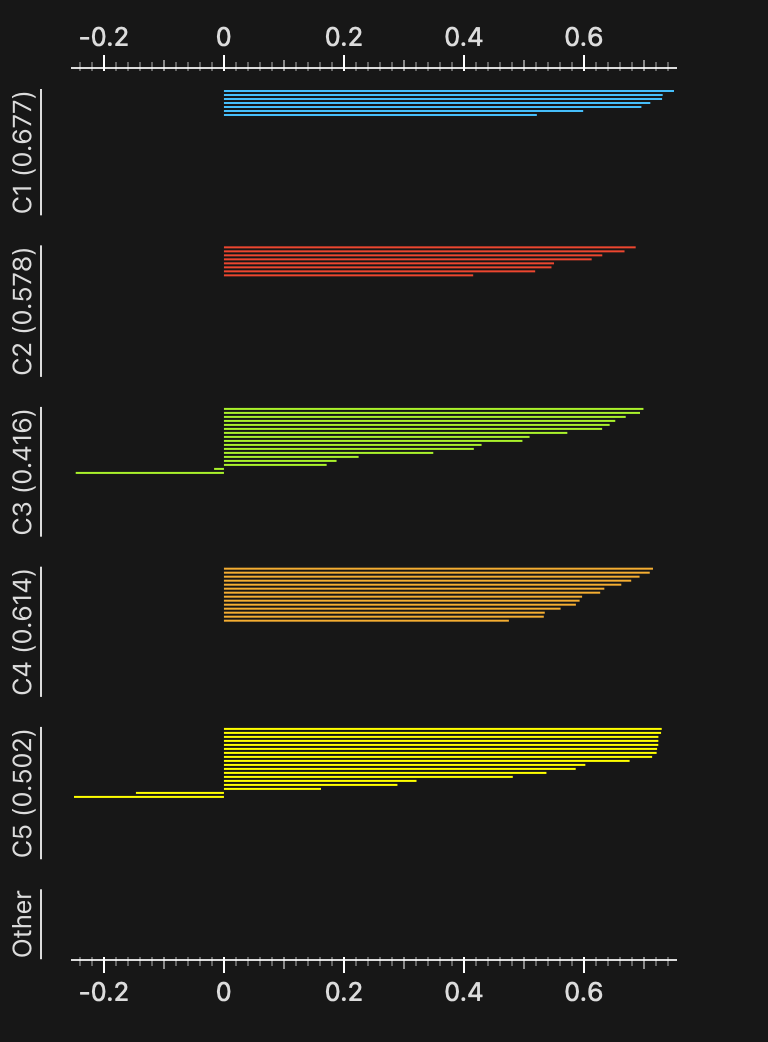 -0.2 0 0.2 0.4 0.6
C1 (0.677)
C2 (0.578)
C3 (0.416)
C4 (0.614)
C5 (0.502)
Other
-0.2 0 0.2 0.4 0.6